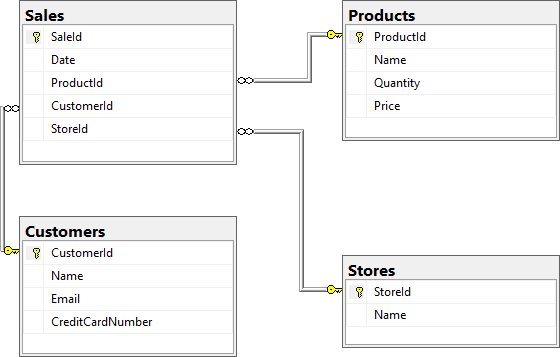 Sales
SaleId
Date
ProductId
CustomerId
StoreId
Products
ProductId
Name
Quantity
Price
Customers
CustomerId
Name
Email
CreditCardNumber
Stores
StoreId
Name